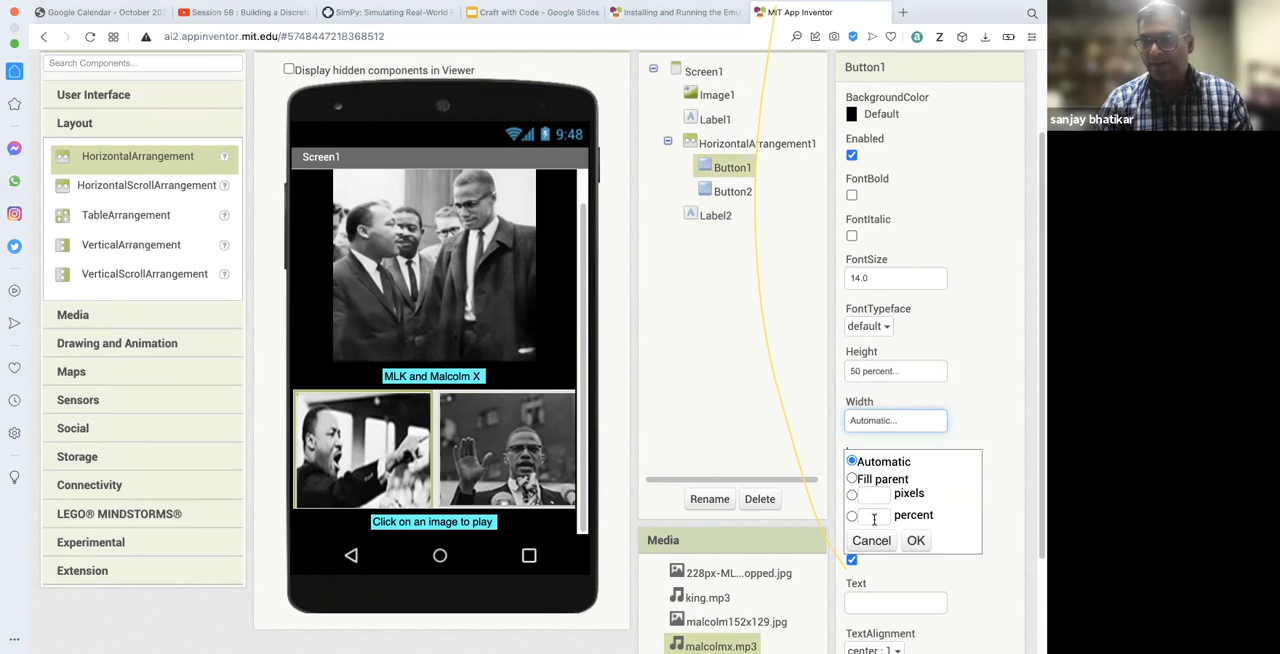 Google Calendar - October 202
Session 5B : Building a Discrete
SimPy: Simulating Real-World P
Craft with Code - Google Slides
Installing and Running the Emul
MIT App Inventor
ai2.appinventor.mit.edu/#5748447218368512
a
Z
Search Components...
User Interface
Layout
HorizontalArrangement ?
HorizontalScrollArrangement ?
TableArrangement ?
VerticalArrangement ?
VerticalScrollArrangement ?
Media
Drawing and Animation
Maps
Sensors
Social
Storage
Connectivity
LEGO® MINDSTORMS®
Experimental
Extension
Display hidden components in Viewer
9:48
Screen1
MLK and Malcolm X
Click on an image to play
Screen1
Image1
A Label1
HorizontalArrangement1
Button1
Button2
A Label2
Rename
Delete
Media
228px-ML...opped.jpg
king.mp3
malcolm152x129.jpg
malcolmx.mp3
Button1
BackgroundColor
Default
Enabled
FontBold
FontItalic
FontSize
14.0
FontTypeface
default
Height
50 percent...
Width
Automatic...
Automatic
Fill parent
pixels
percent
Cancel
OK
Text
TextAlignment
center : 1
sanjay bhatikar